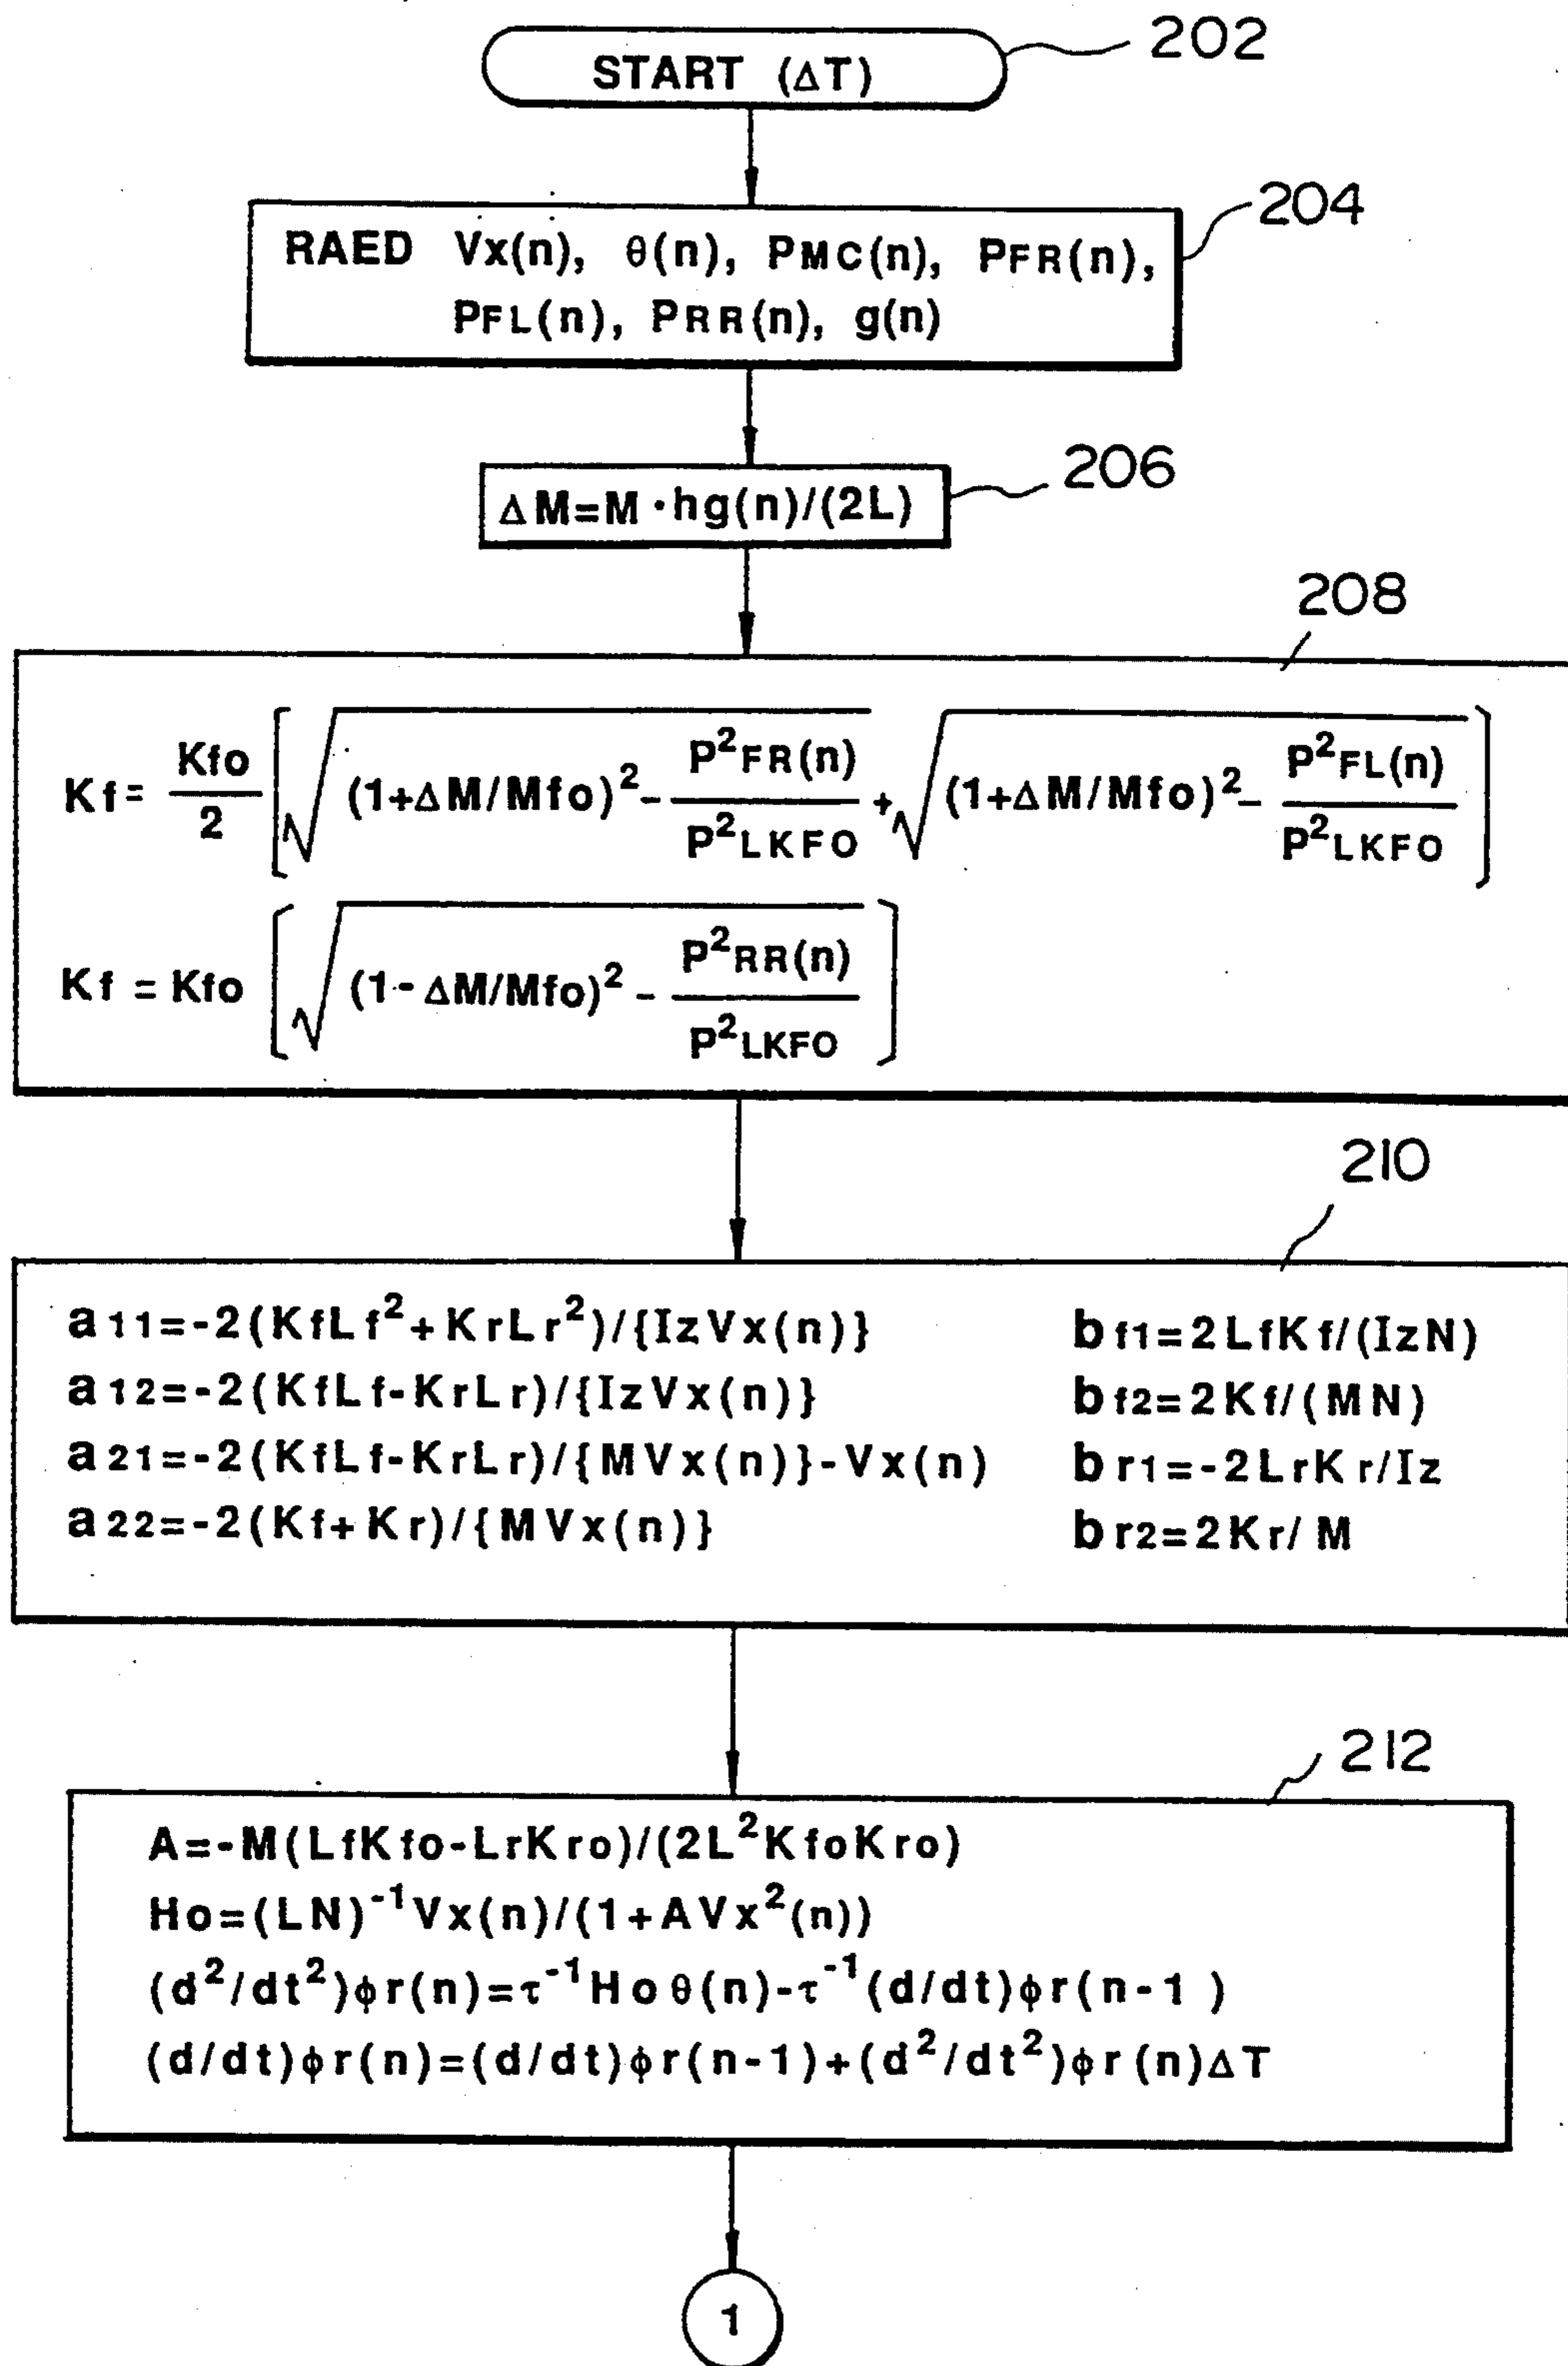 202
START (ΔT)
204
RAED Vx(n), θ(n), PMC(n), PFR(n),
PFL(n), PRR(n), g(n)
206
ΔM=M·hg(n)/(2L)
208
Kf= Kfo/2 [√((1+ΔM/Mfo)² - P²FR(n)/P²LKFO) + √((1+ΔM/Mfo)² - P²FL(n)/P²LKFO)]
Kf = Kfo [√((1-ΔM/Mfo)² - P²RR(n)/P²LKFO)]
210
a11=-2(KfLf²+KrLr²)/{IzVx(n)} bf1=2LfKf/(IzN)
a12=-2(KfLf-KrLr)/{IzVx(n)} bf2=2Kf/(MN)
a21=-2(KfLf-KrLr)/{MVx(n)}-Vx(n) br1=-2LrKr/Iz
a22=-2(Kf+Kr)/{MVx(n)} br2=2Kr/M
212
A=-M(LfKfo-LrKro)/(2L²KfoKro)
Ho=(LN)⁻¹Vx(n)/(1+AVx²(n))
(d²/dt²)φr(n)=τ⁻¹Hoθ(n)-τ⁻¹(d/dt)φr(n-1)
(d/dt)φr(n)=(d/dt)φr(n-1)+(d²/dt²)φr(n)ΔT
1